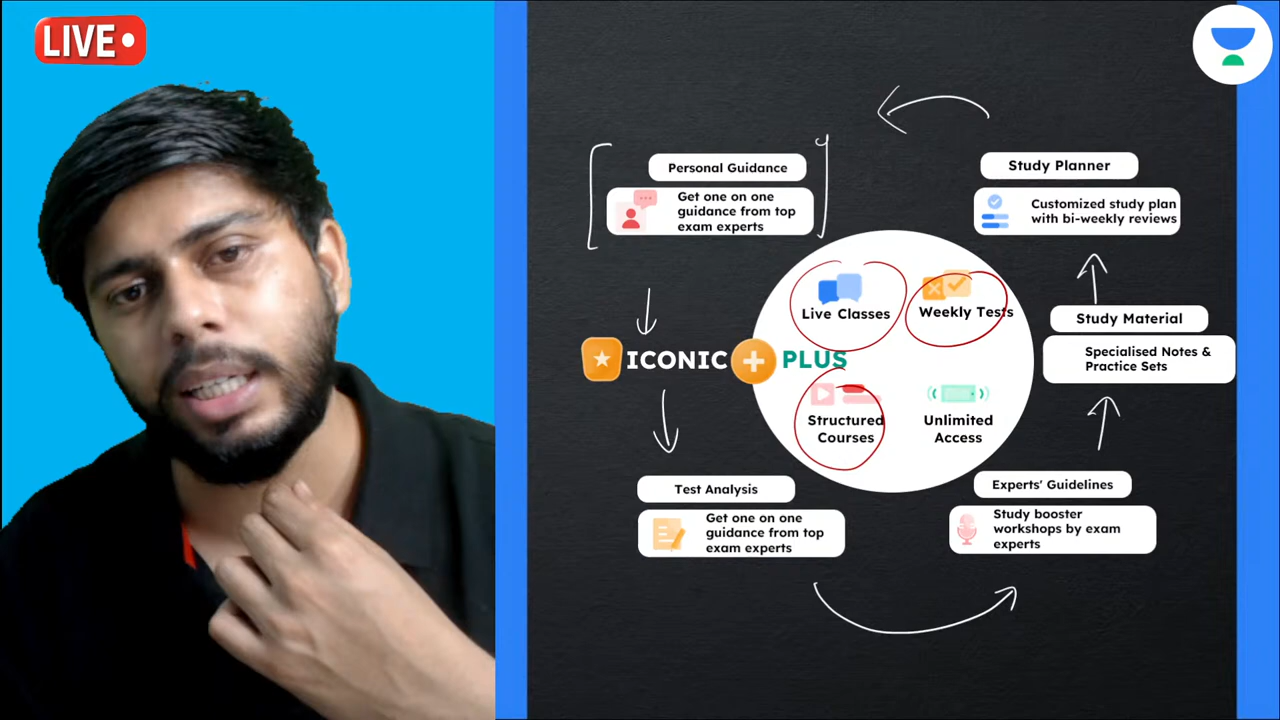 LIVE
Personal Guidance
Get one on one
guidance from top
exam experts
Study Planner
Customized study plan
with bi-weekly reviews
Live Classes
Weekly Tests
ICONIC PLUS
Structured
Courses
Unlimited
Access
Study Material
Specialised Notes &
Practice Sets
Test Analysis
Get one on one
guidance from top
exam experts
Experts' Guidelines
Study booster
workshops by exam
experts